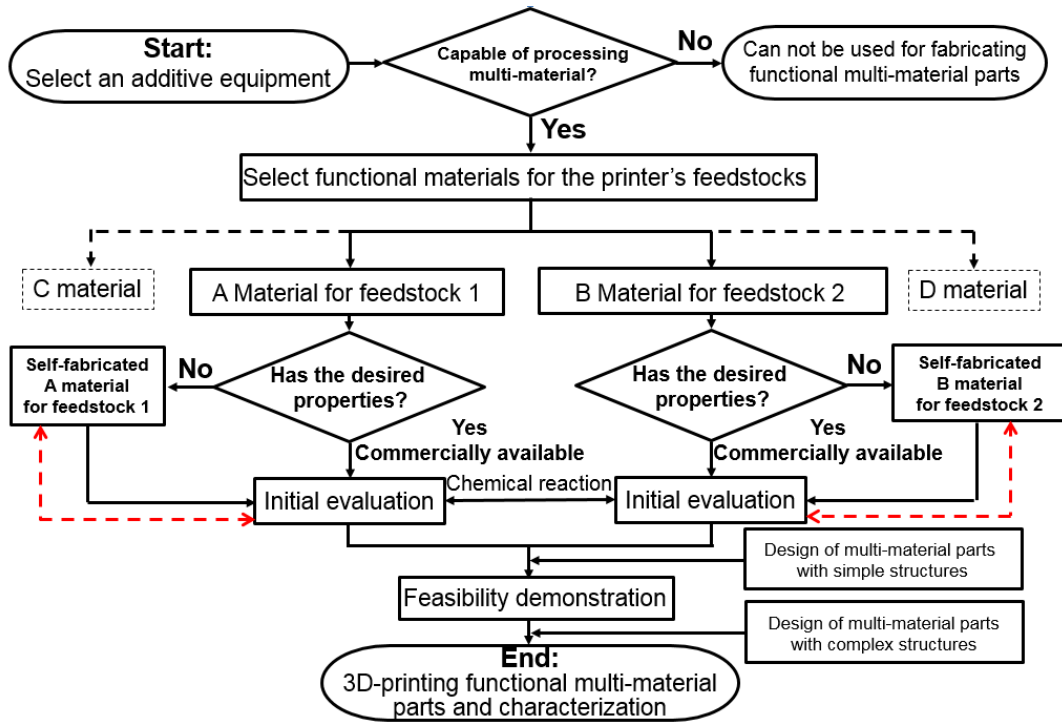 Start:
Select an additive equipment
Capable of processing
multi-material?
No
Can not be used for fabricating
functional multi-material parts
Yes
Select functional materials for the printer's feedstocks
C material
A Material for feedstock 1
B Material for feedstock 2
D material
Self-fabricated
A material
for feedstock 1
No
Has the desired
properties?
Has the desired
properties?
No
Self-fabricated
B material
for feedstock 2
Yes
Commercially available
Yes
Commercially available
Initial evaluation
Chemical reaction
Initial evaluation
Design of multi-material parts
with simple structures
Feasibility demonstration
Design of multi-material parts
with complex structures
End:
3D-printing functional multi-material
parts and characterization